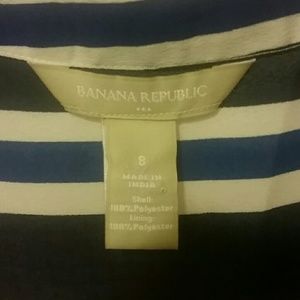 BANANA REPUBLIC
8
MADE IN
INDIA
Shell:
100% Polyester
Lining:
100% Polyester